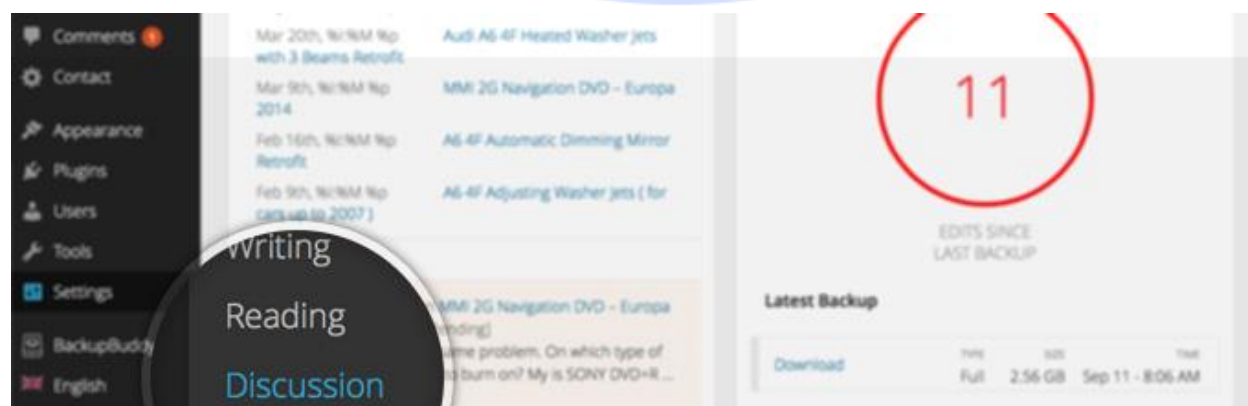 Comments 1
Contact
Appearance
Plugins
Users
Tools
Settings
BackupBuddy
English
Mar 20th, %i:%M %p Audi A6 4F Heated Washer Jets
with 3 Beams Retrofit
Mar 9th, %i:%M %p MMI 2G Navigation DVD – Europa
2014
Feb 16th, %i:%M %p A6 4F Automatic Dimming Mirror
Retrofit
Feb 9th, %i:%M %p A6 4F Adjusting Washer Jets ( for
cars up to 2007 )
Writing
Reading
Discussion
MMI 2G Navigation DVD – Europa
ame problem. On which type of
to burn on? My is SONY DVD+R ...
11
EDITS SINCE
LAST BACKUP
Latest Backup
Download
TYPE SIZE TIME
Full 2.56 GB Sep 11 - 8:06 AM